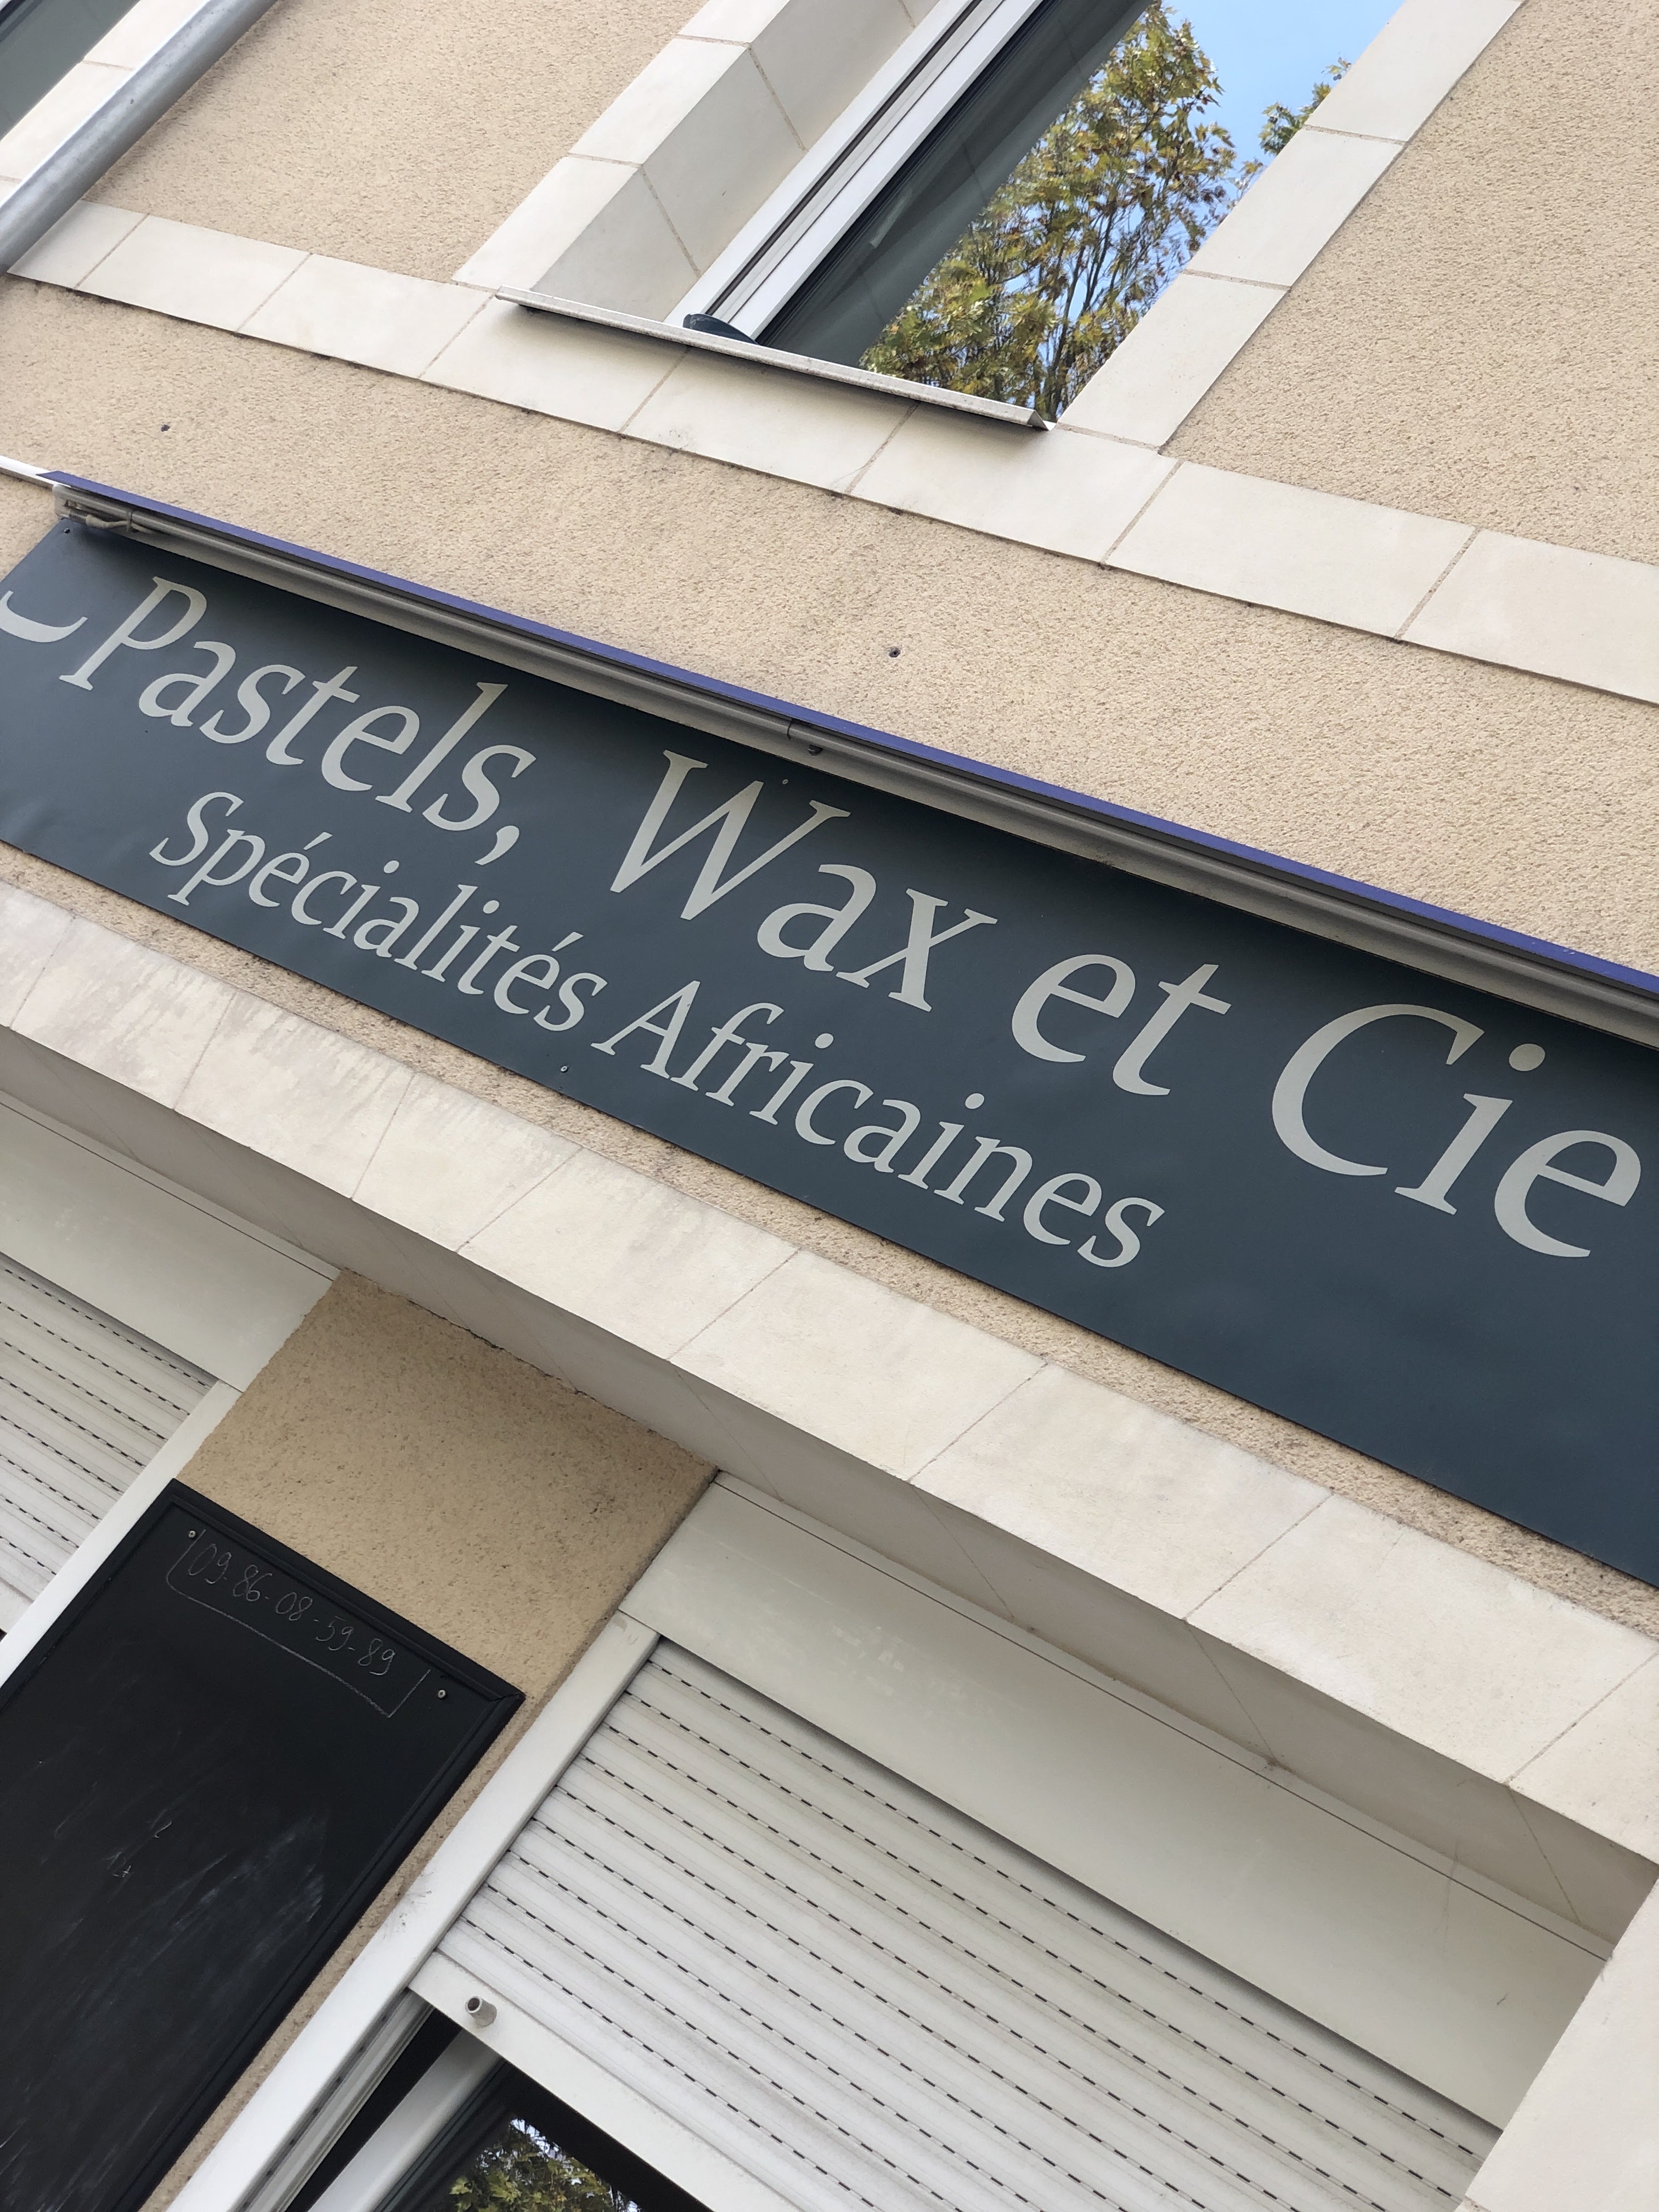 Pastels, Wax et Cie
Spécialités Africaines
09-86-08-59-89